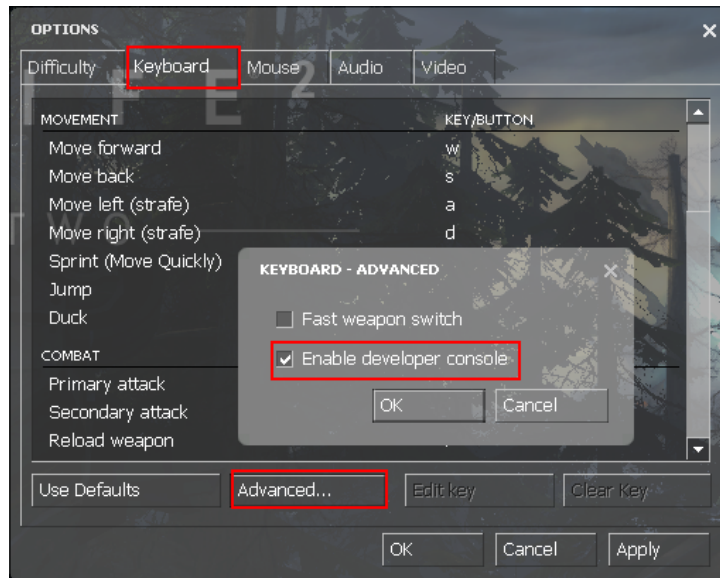 OPTIONS
Difficulty Keyboard Mouse Audio Video
MOVEMENT KEY/BUTTON
Move forward w
Move back s
Move left (strafe) a
Move right (strafe) d
Sprint (Move Quickly)
Jump
Duck
COMBAT
Primary attack
Secondary attack
Reload weapon
KEYBOARD - ADVANCED
Fast weapon switch
Enable developer console
OK Cancel
Use Defaults Advanced... Edit key Clear Key
OK Cancel Apply
I F E 2
T W O